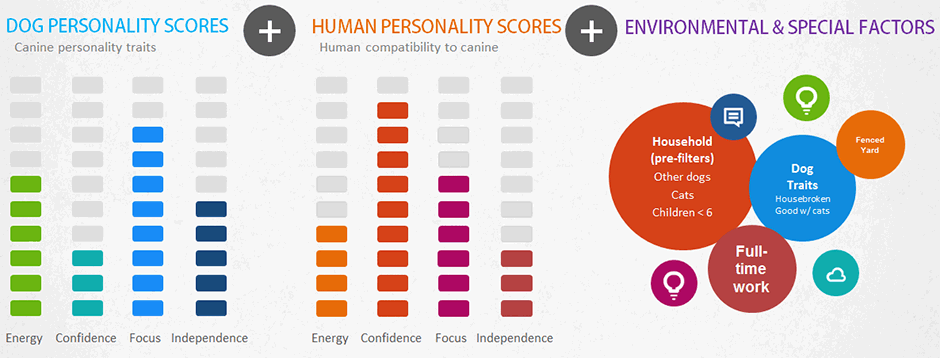 DOG PERSONALITY SCORES
Canine personality traits
HUMAN PERSONALITY SCORES
Human compatibility to canine
ENVIRONMENTAL & SPECIAL FACTORS
Energy
Confidence
Focus
Independence
Energy
Confidence
Focus
Independence
Household
(pre-filters)
Other dogs
Cats
Children < 6
Dog
Traits
Housebroken
Good w/ cats
Fenced
Yard
Full-
time
work